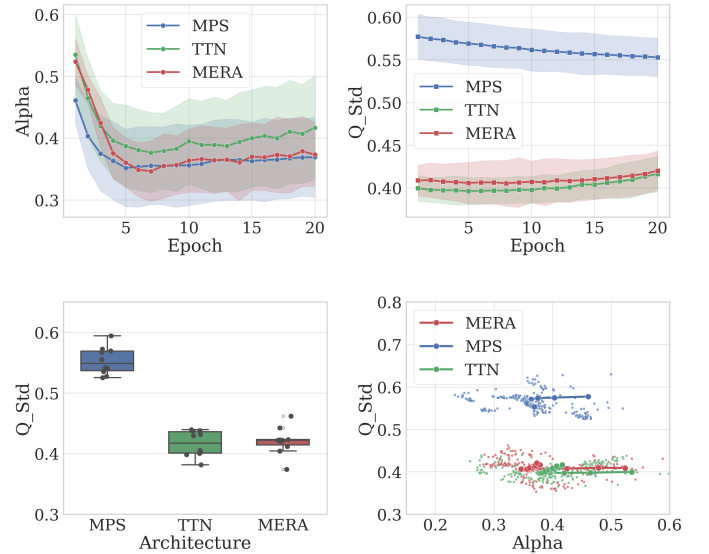 0.6
0.5
0.4
0.3
Alpha
MPS
TTN
MERA
5
10
15
20
Epoch
0.60
0.55
0.50
0.45
0.40
Q_Std
MPS
TTN
MERA
5
10
15
20
Epoch
0.6
0.5
0.4
0.3
Q_Std
MPS
TTN
MERA
Architecture
0.8
0.7
0.6
0.5
0.4
0.3
Q_Std
MERA
MPS
TTN
0.2
0.3
0.4
0.5
0.6
Alpha